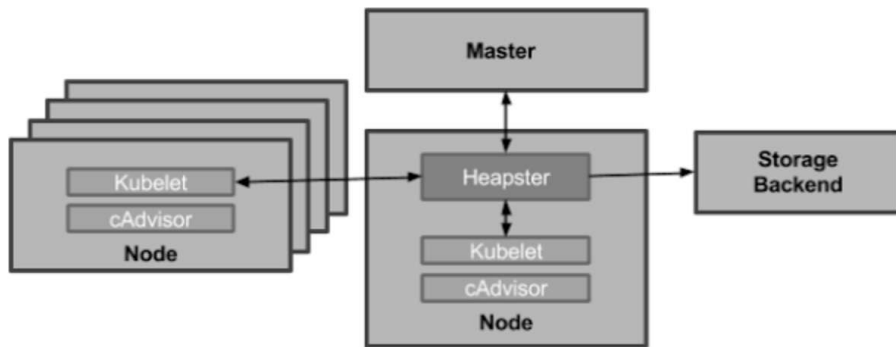 Master
Kubelet
cAdvisor
Node
Heapster
Kubelet
cAdvisor
Node
Storage
Backend